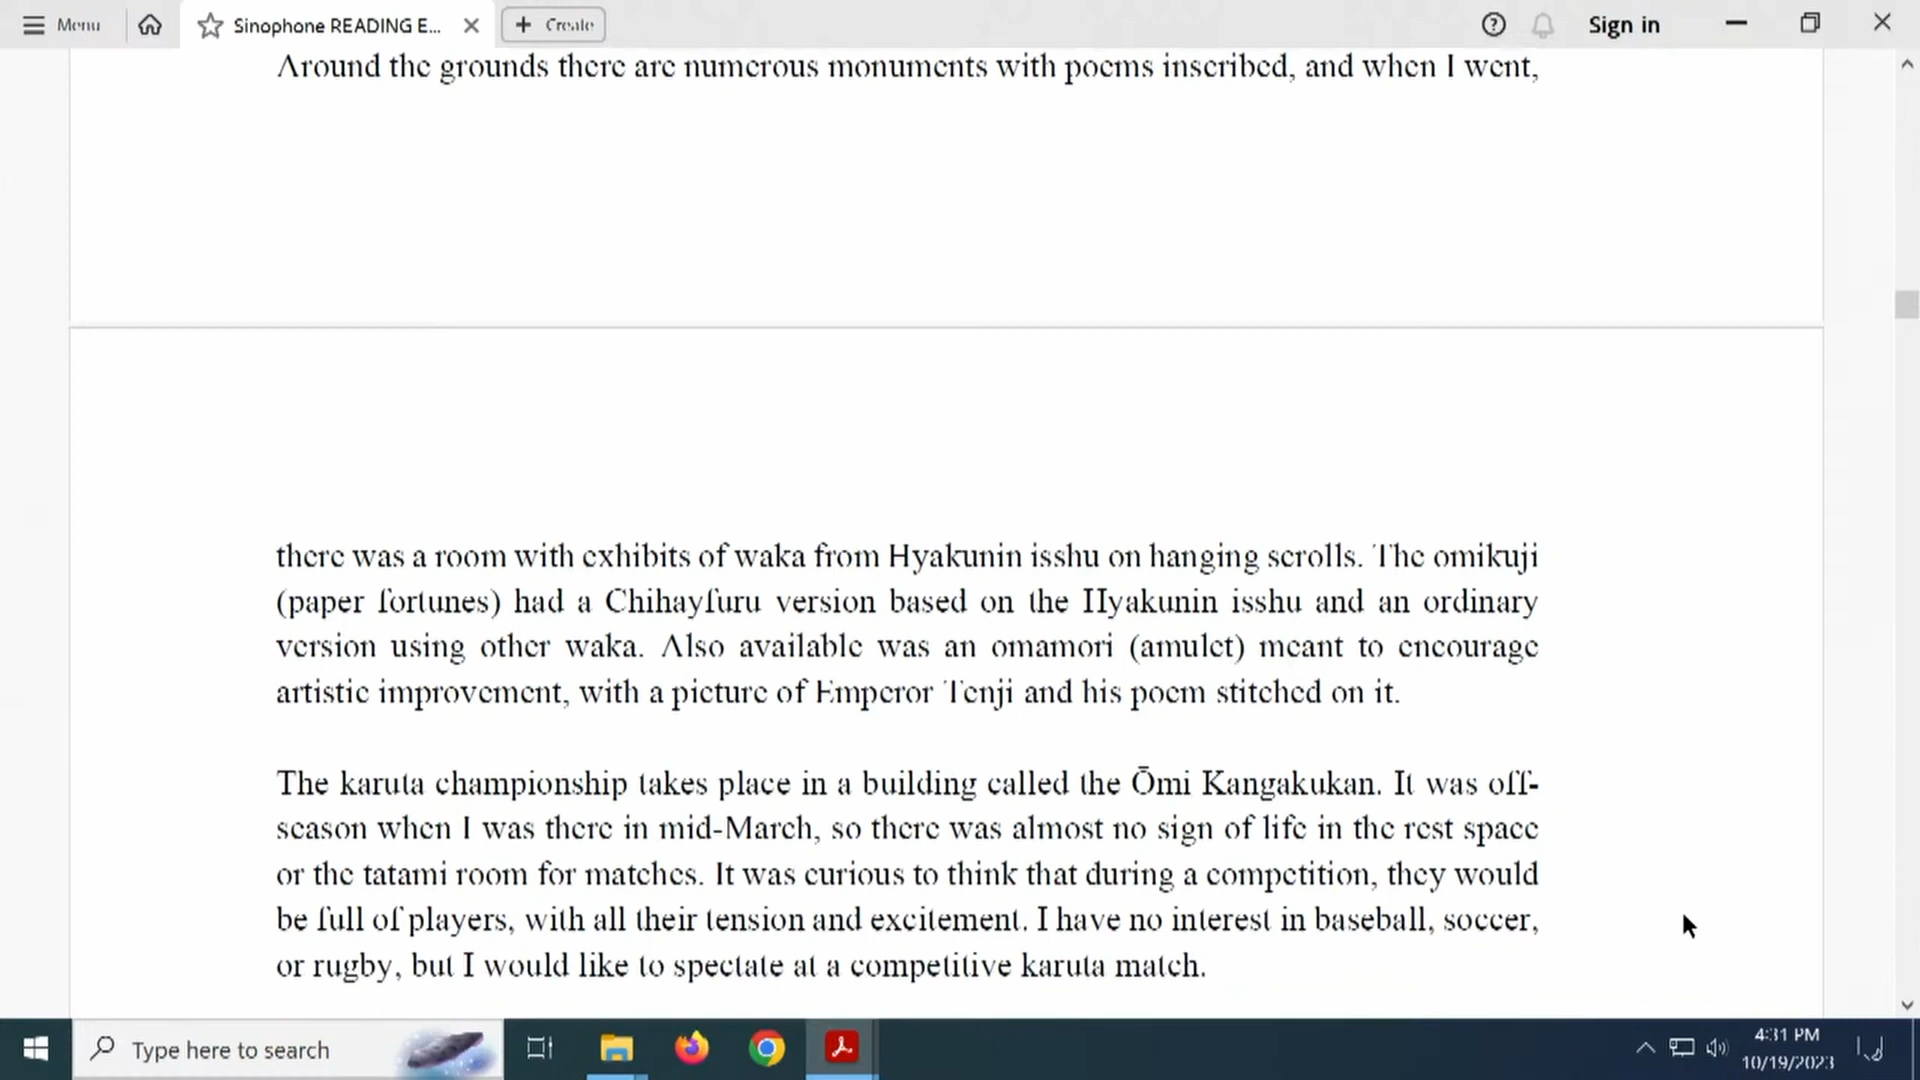 Menu
Sinophone READING E...
Create
Sign in
Around the grounds there are numerous monuments with poems inscribed, and when I went,
there was a room with exhibits of waka from Hyakunin isshu on hanging scrolls. The omikuji
(paper fortunes) had a Chihayfuru version based on the Hyakunin isshu and an ordinary
version using other waka. Also available was an omamori (amulet) meant to encourage
artistic improvement, with a picture of Emperor Tenji and his poem stitched on it.
The karuta championship takes place in a building called the Ōmi Kangakukan. It was off-
season when I was there in mid-March, so there was almost no sign of life in the rest space
or the tatami room for matches. It was curious to think that during a competition, they would
be full of players, with all their tension and excitement. I have no interest in baseball, soccer,
or rugby, but I would like to spectate at a competitive karuta match.
Type here to search
4:31 PM
10/19/2023